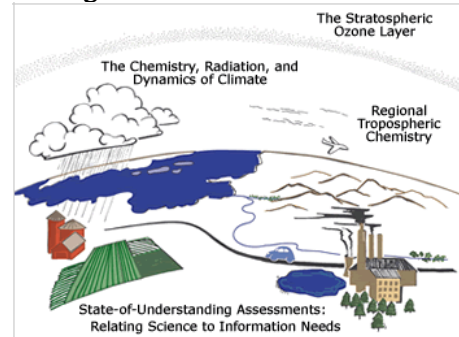 The Stratospheric
Ozone Layer
The Chemistry, Radiation, and
Dynamics of Climate
Regional
Tropospheric
Chemistry
State-of-Understanding Assessments:
Relating Science to Information Needs